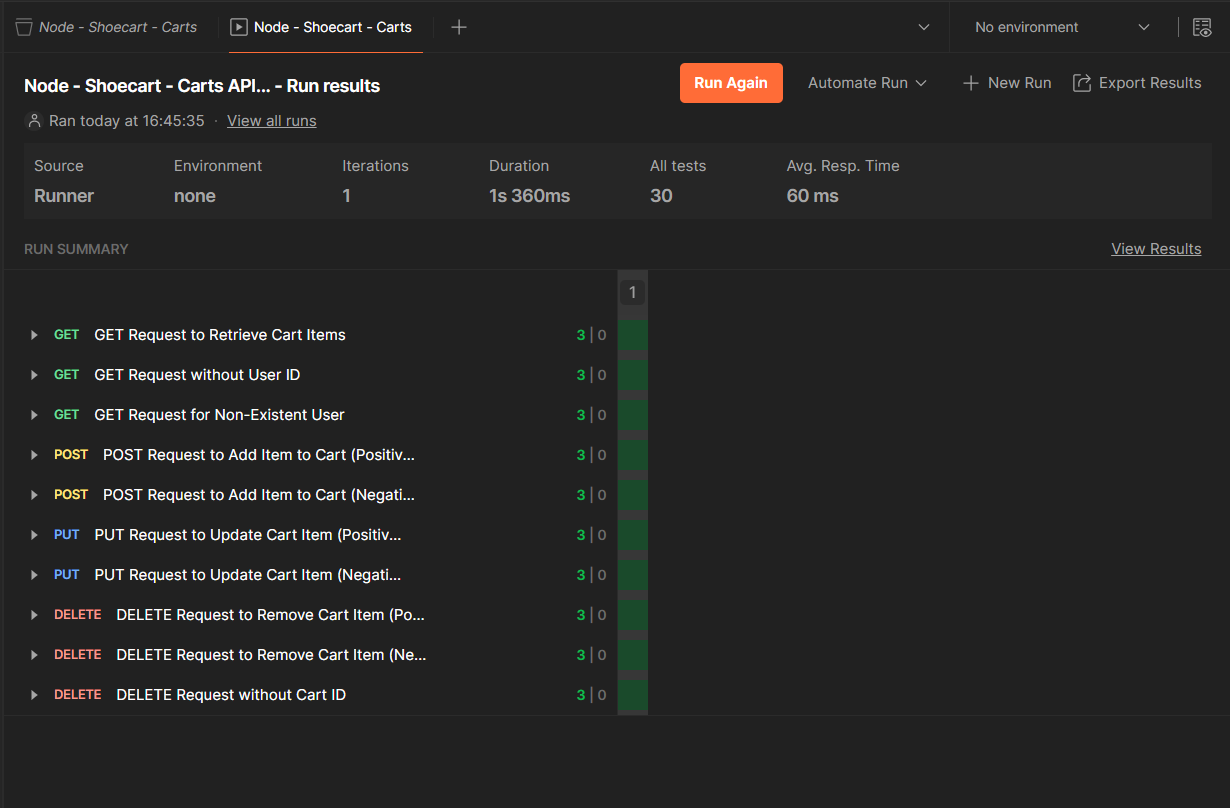 Node - Shoecart - Carts Node - Shoecart - Carts No environment
Node - Shoecart - Carts API... - Run results Run Again Automate Run New Run Export Results
Ran today at 16:45:35 · View all runs
Source Environment Iterations Duration All tests Avg. Resp. Time
Runner none 1 1s 360ms 30 60 ms
RUN SUMMARY View Results
1
GET GET Request to Retrieve Cart Items 3 | 0
GET GET Request without User ID 3 | 0
GET GET Request for Non-Existent User 3 | 0
POST POST Request to Add Item to Cart (Positiv... 3 | 0
POST POST Request to Add Item to Cart (Negati... 3 | 0
PUT PUT Request to Update Cart Item (Positiv... 3 | 0
PUT PUT Request to Update Cart Item (Negati... 3 | 0
DELETE DELETE Request to Remove Cart Item (Po... 3 | 0
DELETE DELETE Request to Remove Cart Item (Ne... 3 | 0
DELETE DELETE Request without Cart ID 3 | 0